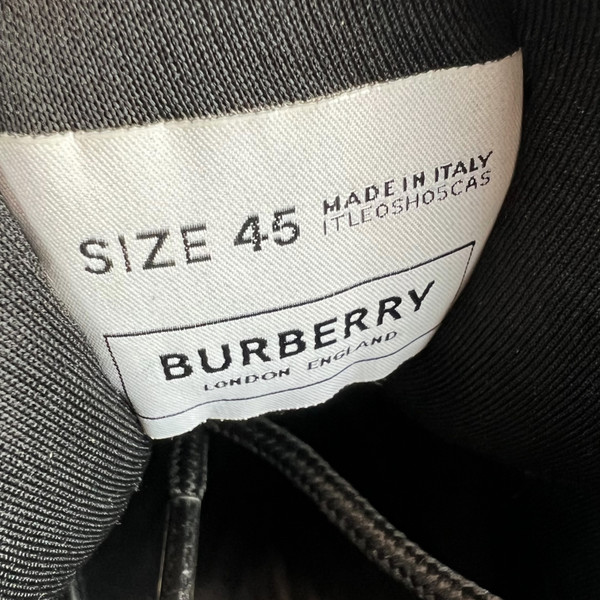 SIZE 45
MADE IN ITALY
ITLEOSHO5CAS
BURBERRY
LONDON ENGLAND